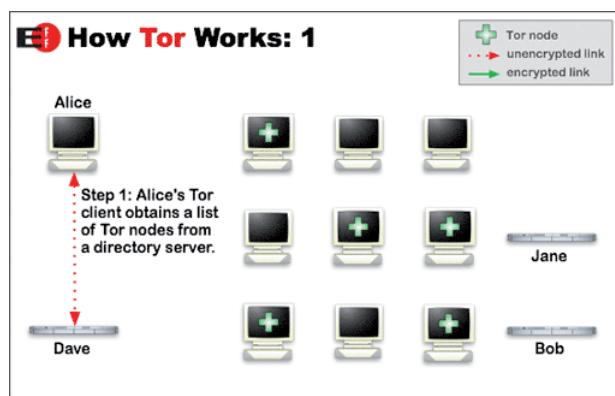 EFF How Tor Works: 1
Tor node
unencrypted link
encrypted link
Alice
Step 1: Alice's Tor
client obtains a list
of Tor nodes from
a directory server.
Jane
Dave
Bob